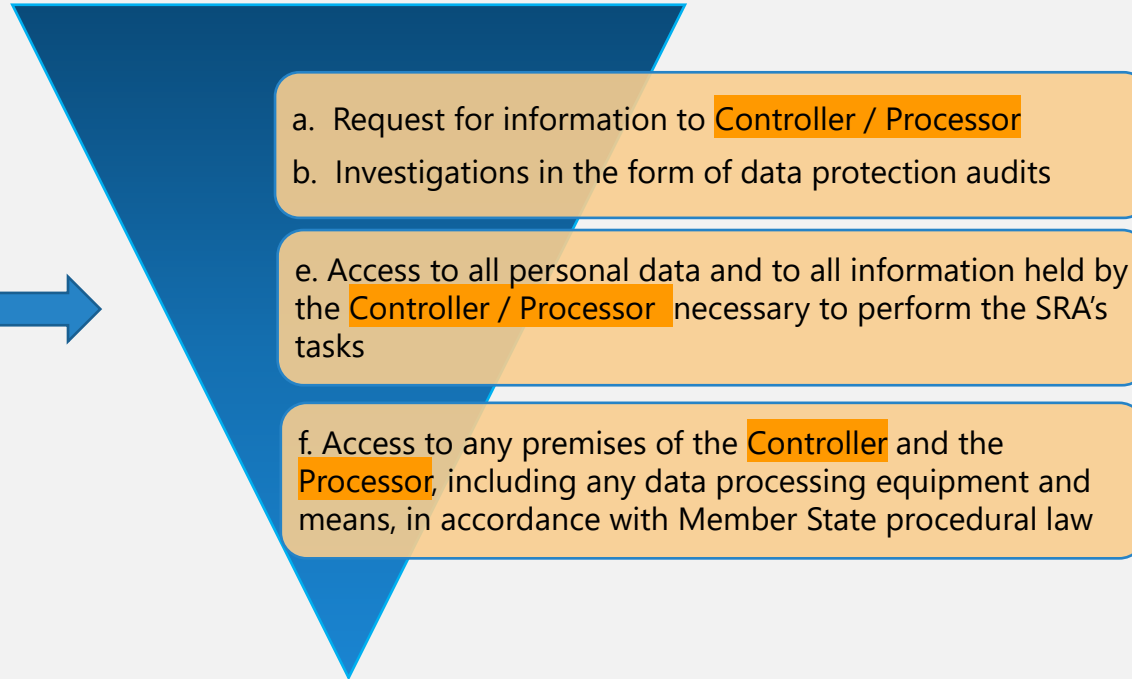 a. Request for information to Controller / Processor
b. Investigations in the form of data protection audits
e. Access to all personal data and to all information held by
the Controller / Processor necessary to perform the SRA’s
tasks
f. Access to any premises of the Controller and the
Processor, including any data processing equipment and
means, in accordance with Member State procedural law